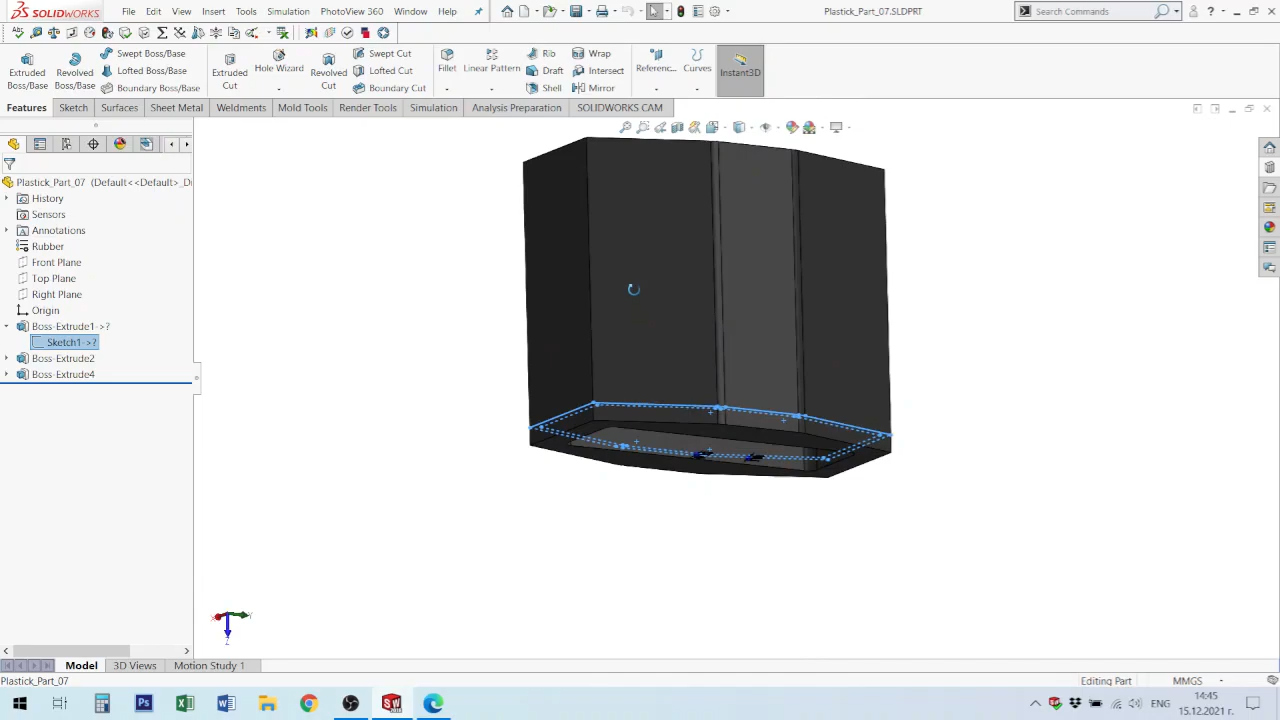 SOLIDWORKS File Edit View Insert Tools Simulation PhotoView 360 Window Help Plastick_Part_07.SLDPRT Search Commands
Extruded Boss/Base
Revolved Boss/Base
Swept Boss/Base
Lofted Boss/Base
Boundary Boss/Base
Extruded Cut
Hole Wizard
Revolved Cut
Swept Cut
Lofted Cut
Boundary Cut
Fillet
Linear Pattern
Rib
Draft
Shell
Wrap
Intersect
Mirror
Referenc...
Curves
Instant3D
Features Sketch Surfaces Sheet Metal Weldments Mold Tools Render Tools Simulation Analysis Preparation SOLIDWORKS CAM
Plastick_Part_07 (Default<<Default>_Di
History
Sensors
Annotations
Rubber
Front Plane
Top Plane
Right Plane
Origin
Boss-Extrude1->?
Sketch1->?
Boss-Extrude2
Boss-Extrude4
X Y
Z
Model 3D Views Motion Study 1
Plastick_Part_07 Editing Part MMGS
ENG 14:45
15.12.2021 г.